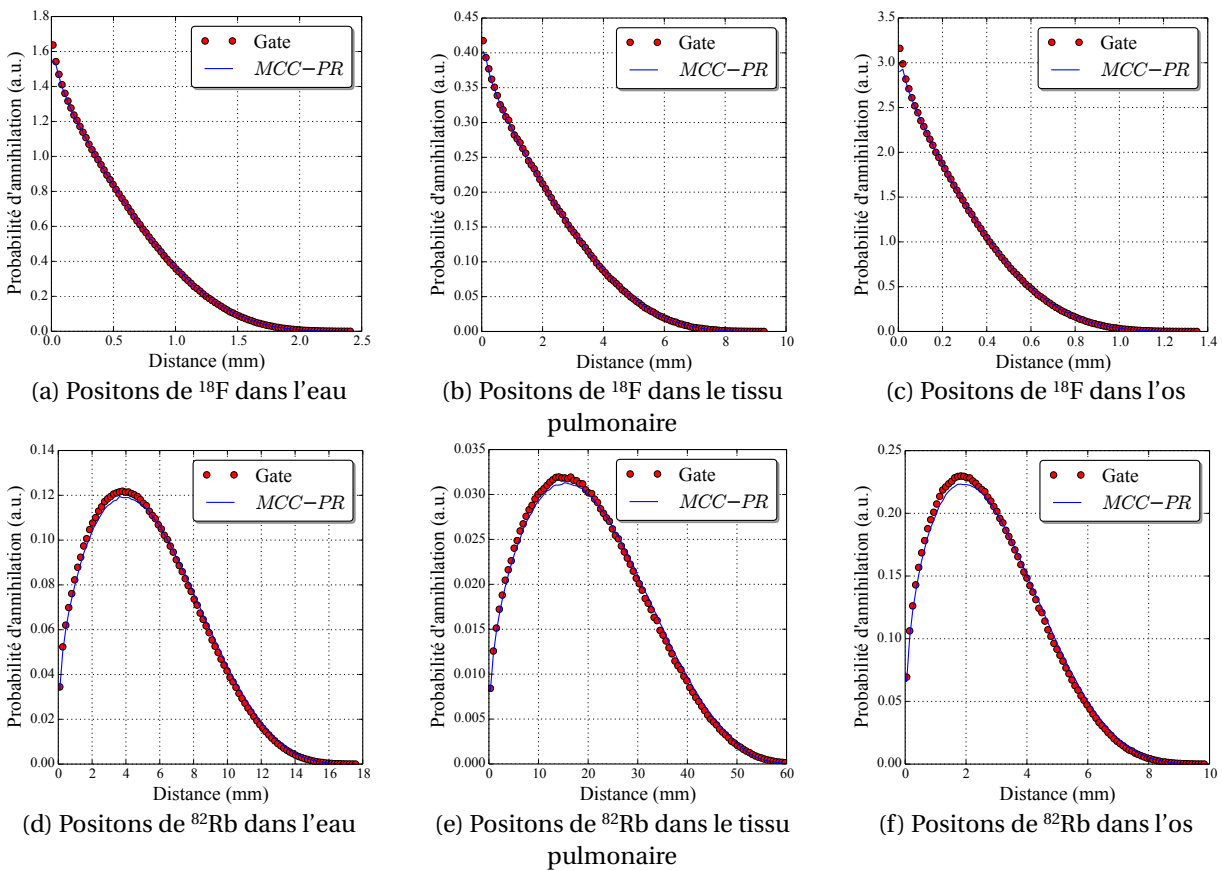 Probabilité d'annihilation (a.u.)
1.8
1.6
1.4
1.2
1.0
0.8
0.6
0.4
0.2
0.0
0.0 0.5 1.0 1.5 2.0 2.5
Distance (mm)
Gate
MCC−PR
(a) Positons de ¹⁸F dans l'eau
Probabilité d'annihilation (a.u.)
0.45
0.40
0.35
0.30
0.25
0.20
0.15
0.10
0.05
0.00
0 2 4 6 8 10
Distance (mm)
Gate
MCC−PR
(b) Positons de ¹⁸F dans le tissu
pulmonaire
Probabilité d'annihilation (a.u.)
3.5
3.0
2.5
2.0
1.5
1.0
0.5
0.0
0.0 0.2 0.4 0.6 0.8 1.0 1.2 1.4
Distance (mm)
Gate
MCC−PR
(c) Positons de ¹⁸F dans l'os
Probabilité d'annihilation (a.u.)
0.14
0.12
0.10
0.08
0.06
0.04
0.02
0.00
0 2 4 6 8 10 12 14 16 18
Distance (mm)
Gate
MCC−PR
(d) Positons de ⁸²Rb dans l'eau
Probabilité d'annihilation (a.u.)
0.035
0.030
0.025
0.020
0.015
0.010
0.005
0.000
0 10 20 30 40 50 60
Distance (mm)
Gate
MCC−PR
(e) Positons de ⁸²Rb dans le tissu
pulmonaire
Probabilité d'annihilation (a.u.)
0.25
0.20
0.15
0.10
0.05
0.00
0 2 4 6 8 10
Distance (mm)
Gate
MCC−PR
(f) Positons de ⁸²Rb dans l'os